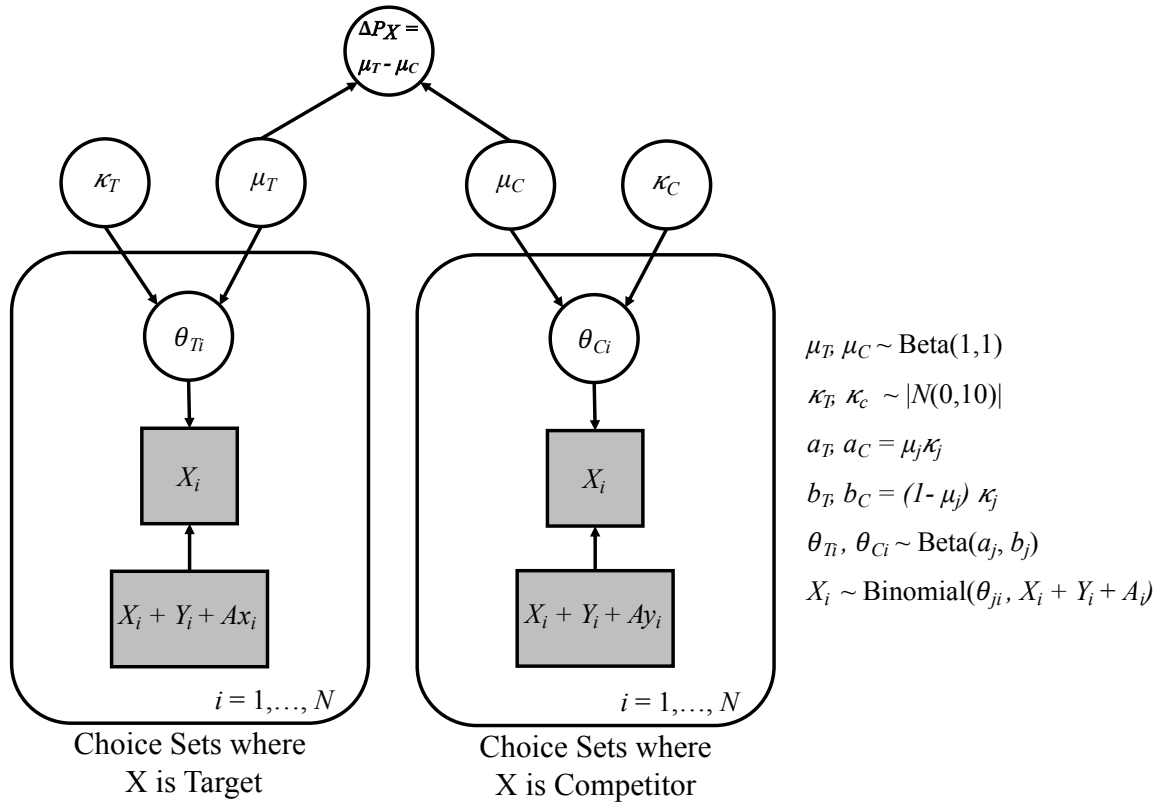 ΔP_X =
μ_T - μ_C
κ_T
μ_T
μ_C
κ_C
θ_Ti
θ_Ci
X_i
X_i
X_i + Y_i + Ax_i
X_i + Y_i + Ay_i
i = 1,…, N
i = 1,…, N
Choice Sets where
X is Target
Choice Sets where
X is Competitor
μ_T, μ_C ~ Beta(1,1)
κ_T, κ_c ~ |N(0,10)|
a_T, a_C = μ_jκ_j
b_T, b_C = (1- μ_j) κ_j
θ_Ti, θ_Ci ~ Beta(a_j, b_j)
X_i ~ Binomial(θ_ji, X_i + Y_i + A_i)